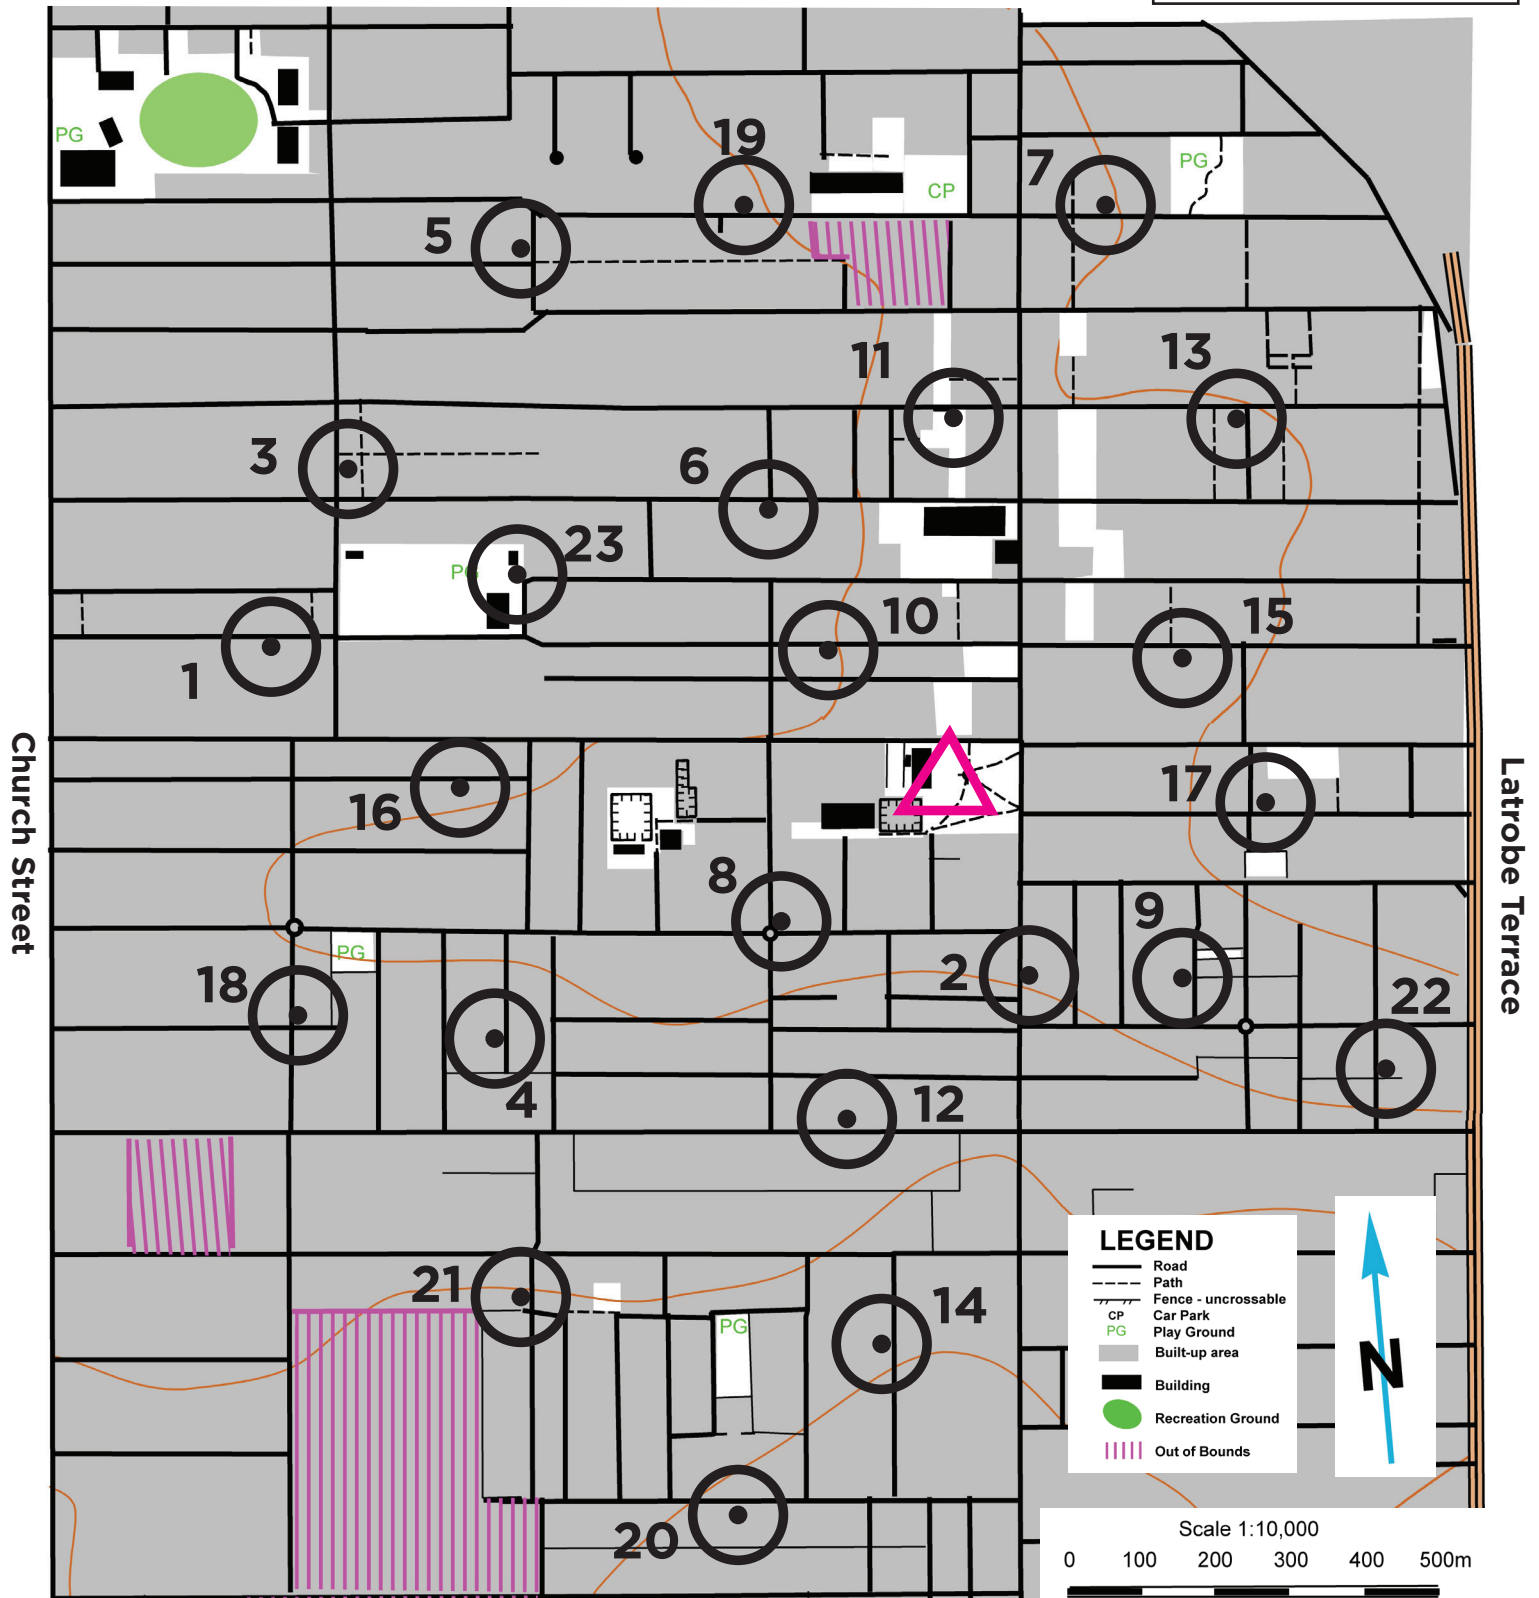 PG
19
7
PG
CP
5
11
13
3
6
23
PG
10
15
1
Church Street
Latrobe Terrace
16
17
8
9
PG
18
2
22
4
12
21
14
PG
20
LEGEND
Road
Path
Fence - uncrossable
CP Car Park
PG Play Ground
Built-up area
Building
Recreation Ground
Out of Bounds
N
Scale 1:10,000
0 100 200 300 400 500m